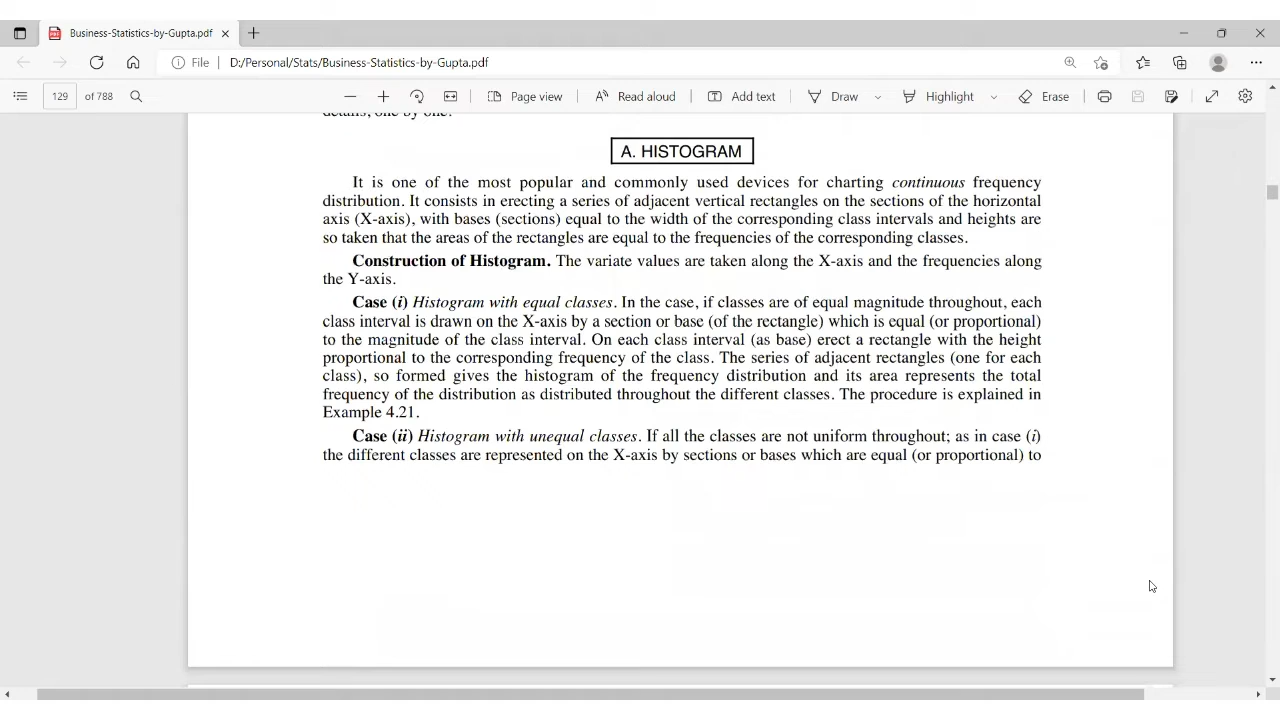 Business-Statistics-by-Gupta.pdf
File | D:/Personal/Stats/Business-Statistics-by-Gupta.pdf
129 of 788 Page view Read aloud Add text Draw Highlight Erase
details, one by one.
A. HISTOGRAM
It is one of the most popular and commonly used devices for charting continuous frequency
distribution. It consists in erecting a series of adjacent vertical rectangles on the sections of the horizontal
axis (X-axis), with bases (sections) equal to the width of the corresponding class intervals and heights are
so taken that the areas of the rectangles are equal to the frequencies of the corresponding classes.
Construction of Histogram. The variate values are taken along the X-axis and the frequencies along
the Y-axis.
Case (i) Histogram with equal classes. In the case, if classes are of equal magnitude throughout, each
class interval is drawn on the X-axis by a section or base (of the rectangle) which is equal (or proportional)
to the magnitude of the class interval. On each class interval (as base) erect a rectangle with the height
proportional to the corresponding frequency of the class. The series of adjacent rectangles (one for each
class), so formed gives the histogram of the frequency distribution and its area represents the total
frequency of the distribution as distributed throughout the different classes. The procedure is explained in
Example 4.21.
Case (ii) Histogram with unequal classes. If all the classes are not uniform throughout; as in case (i)
the different classes are represented on the X-axis by sections or bases which are equal (or proportional) to